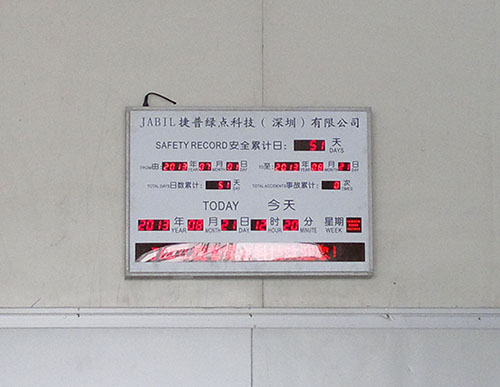 JABIL 捷普绿点科技(深圳)有限公司
SAFETY RECORD 安全累计日: 51 天 DAYS
FROM 由: 2013 年 YEAR 07 月 MONTH 01 日 DAY TO 至: 2013 年 YEAR 08 月 MONTH 21 日 DAY
TOTAL DAYS 日数累计: 51 天 DAYS TOTAL ACCIDENTS 事故累计: 0 次 TIMES
TODAY 今天
2013 年 YEAR 08 月 MONTH 21 日 DAY 12 时 HOUR 20 分 MINUTE 星期 WEEK